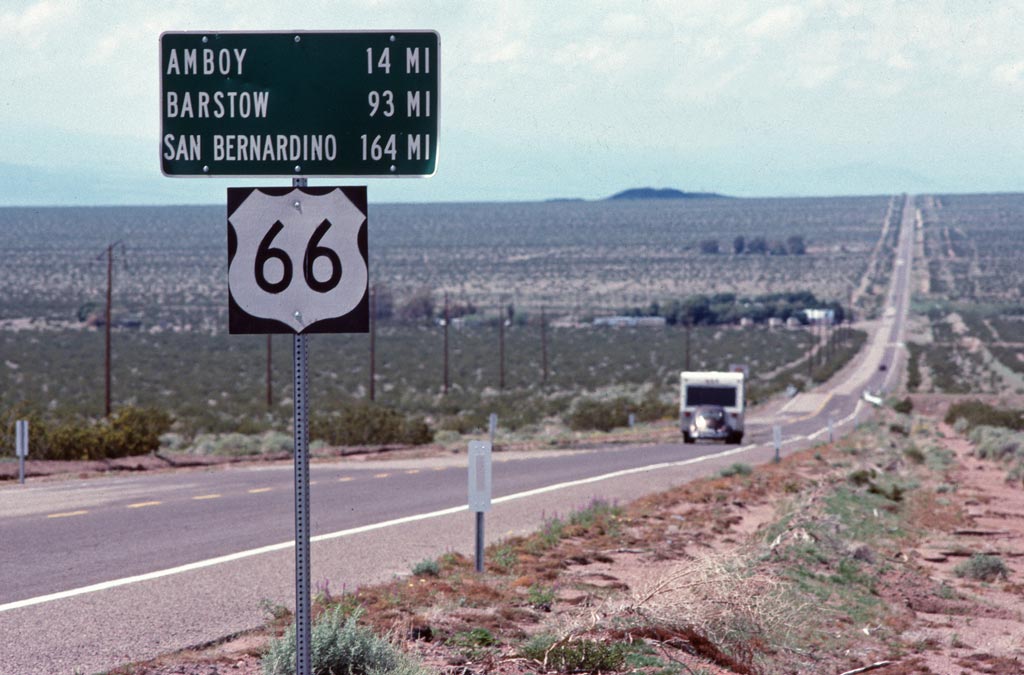 AMBOY 14 MI
BARSTOW 93 MI
SAN BERNARDINO 164 MI
66